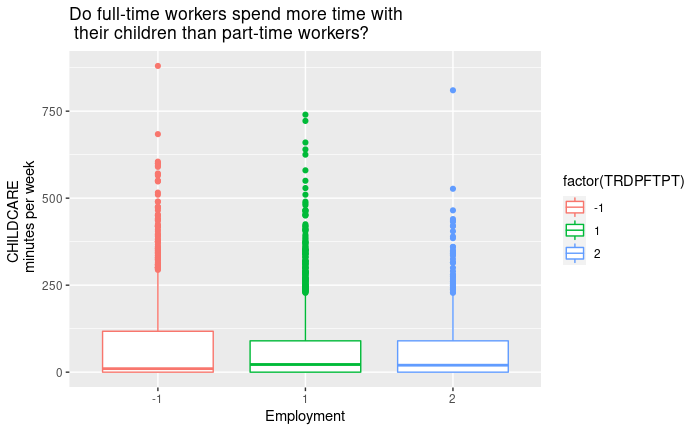 Do full-time workers spend more time with
their children than part-time workers?
CHILDCARE
minutes per week
750
500
250
0
-1
1
2
Employment
factor(TRDPFTPT)
-1
1
2